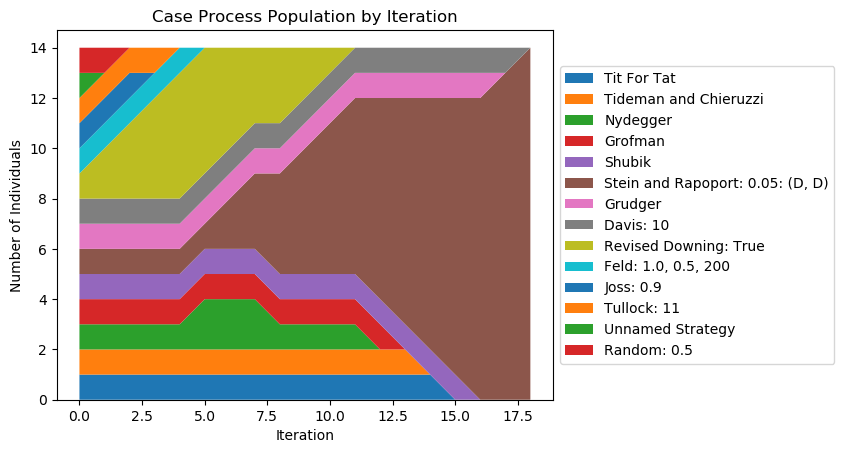 Case Process Population by Iteration
14
12
10
8
6
4
2
0
Number of Individuals
0.0
2.5
5.0
7.5
10.0
12.5
15.0
17.5
Iteration
Tit For Tat
Tideman and Chieruzzi
Nydegger
Grofman
Shubik
Stein and Rapoport: 0.05: (D, D)
Grudger
Davis: 10
Revised Downing: True
Feld: 1.0, 0.5, 200
Joss: 0.9
Tullock: 11
Unnamed Strategy
Random: 0.5